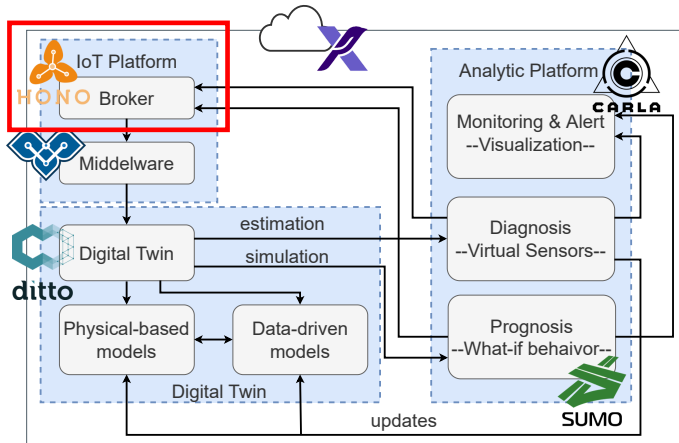 IoT Platform
HONO
Broker
Middelware
Analytic Platform
CARLA
Monitoring & Alert
--Visualization--
estimation
Digital Twin
Diagnosis
--Virtual Sensors--
simulation
ditto
Physical-based
models
Data-driven
models
Prognosis
--What-if behaivor--
Digital Twin
SUMO
updates